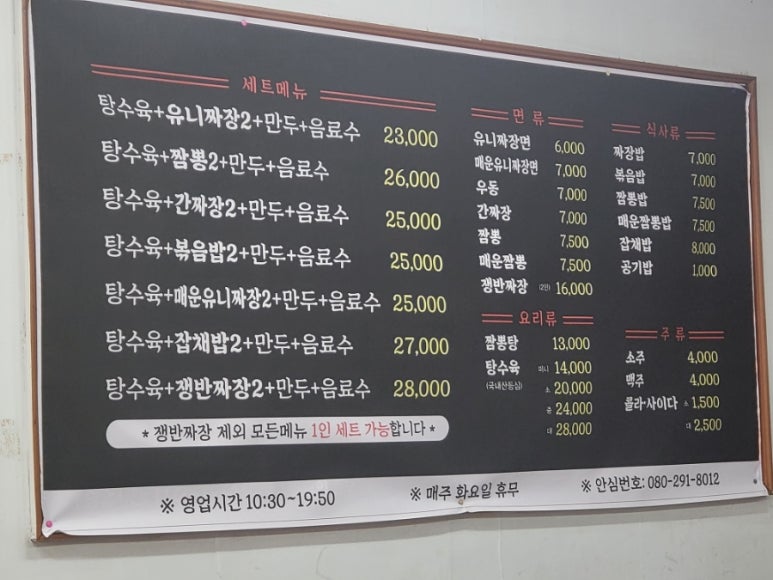 세트메뉴
탕수육+유니짜장2+만두+음료수 23,000
탕수육+짬뽕2+만두+음료수 26,000
탕수육+간짜장2+만두+음료수 25,000
탕수육+볶음밥2+만두+음료수 25,000
탕수육+매운유니짜장2+만두+음료수 25,000
탕수육+잡채밥2+만두+음료수 27,000
탕수육+쟁반짜장2+만두+음료수 28,000
* 쟁반짜장 제외 모든메뉴 1인 세트 가능합니다 *
면 류
유니짜장면 6,000
매운유니짜장면 7,000
우동 7,000
간짜장 7,000
짬뽕 7,500
매운짬뽕 7,500
쟁반짜장 (2인) 16,000
요리류
짬뽕탕 13,000
탕수육 미니 14,000
(국내산등심) 소 20,000
중 24,000
대 28,000
식사류
짜장밥 7,000
볶음밥 7,000
짬뽕밥 7,500
매운짬뽕밥 7,500
잡채밥 8,000
공기밥 1,000
주 류
소주 4,000
맥주 4,000
콜라·사이다 소 1,500
대 2,500
※ 영업시간 10:30~19:50
※ 매주 화요일 휴무
※ 안심번호: 080-291-8012